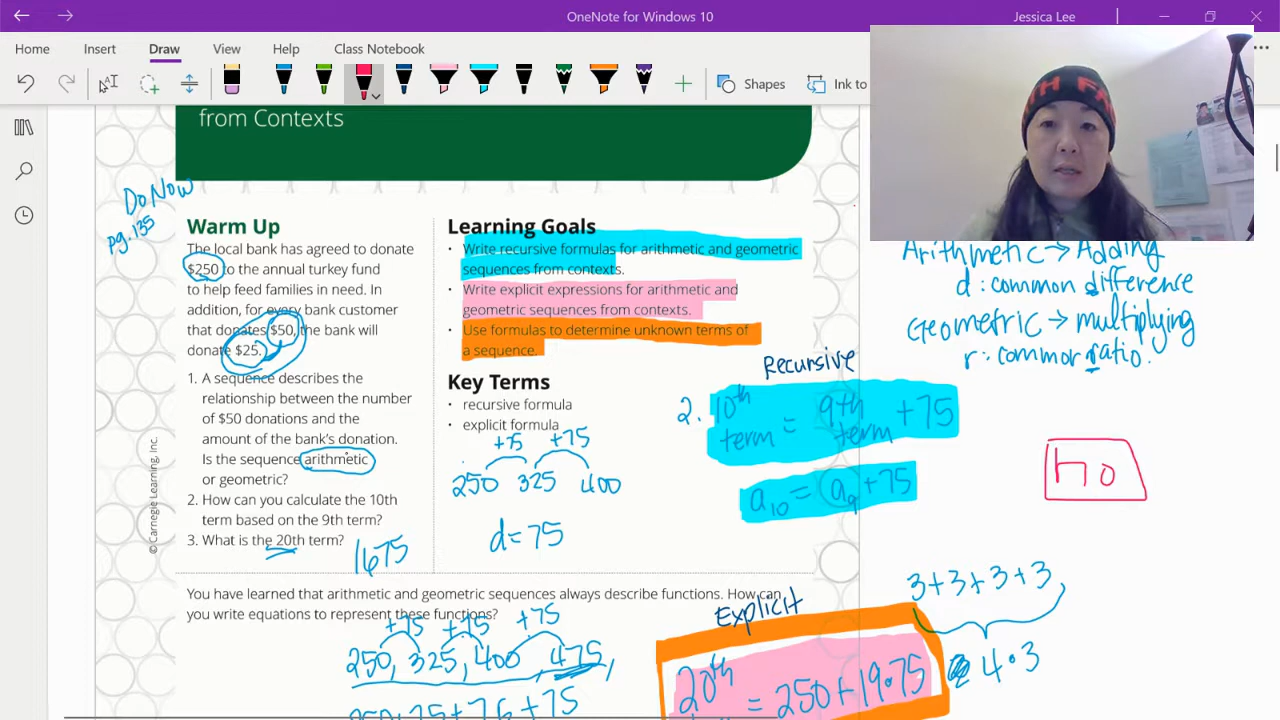 OneNote for Windows 10
Jessica Lee
Home
Insert
Draw
View
Help
Class Notebook
Shapes
Ink to
from Contexts
Do Now
pg. 135
Warm Up
The local bank has agreed to donate
$250 to the annual turkey fund
to help feed families in need. In
addition, for every bank customer
that donates $50, the bank will
donate $25.
1. A sequence describes the
relationship between the number
of $50 donations and the
amount of the bank's donation.
Is the sequence arithmetic
or geometric?
2. How can you calculate the 10th
term based on the 9th term?
3. What is the 20th term?
1675
© Carnegie Learning, Inc.
Learning Goals
• Write recursive formulas for arithmetic and geometric
sequences from contexts.
• Write explicit expressions for arithmetic and
geometric sequences from contexts.
• Use formulas to determine unknown terms of
a sequence.
Key Terms
• recursive formula
• explicit formula
+75 +75
250 325 400
d=75
Recursive
2. 10th term = 9th term +75
a10 = a9 +75
Arithmetic → Adding
d: common difference
Geometric → multiplying
r: common ratio.
You have learned that arithmetic and geometric sequences always describe functions. How can
you write equations to represent these functions?
+75 +75 +75
250, 325, 400, 475,
Explicit
20th
= 250+19·75
3+3+3+3
4·3